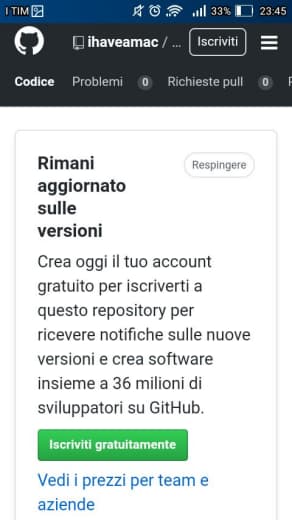 I TIM 33% 23:45
ihaveamac / ... Iscriviti
Codice Problemi 0 Richieste pull 0
Rimani Respingere
aggiornato
sulle
versioni
Crea oggi il tuo account
gratuito per iscriverti a
questo repository per
ricevere notifiche sulle nuove
versioni e crea software
insieme a 36 milioni di
sviluppatori su GitHub.
Iscriviti gratuitamente
Vedi i prezzi per team e
aziende